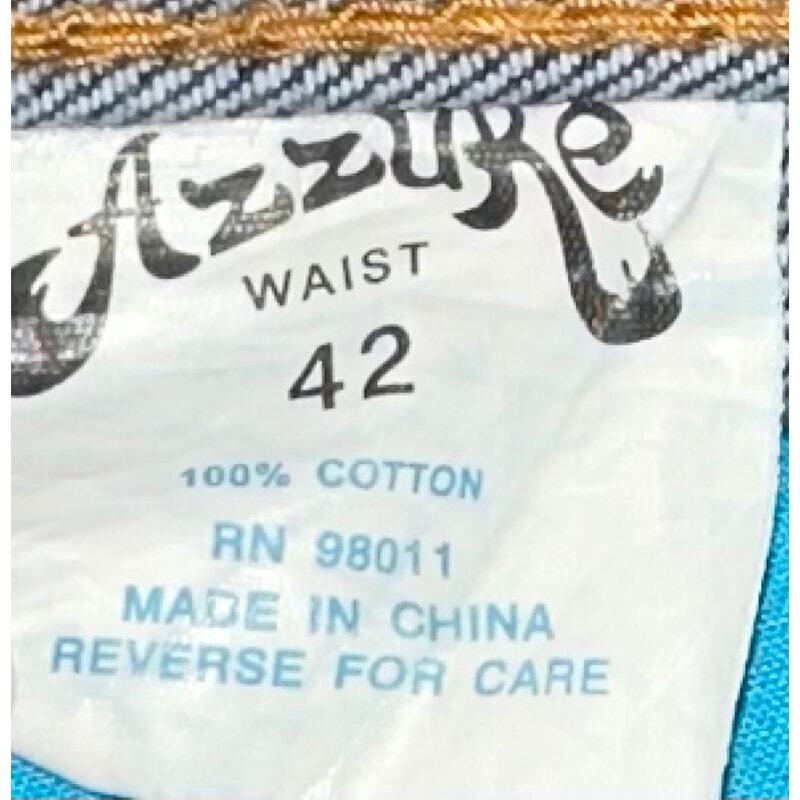 Azzure
WAIST
42
100% COTTON
RN 98011
MADE IN CHINA
REVERSE FOR CARE